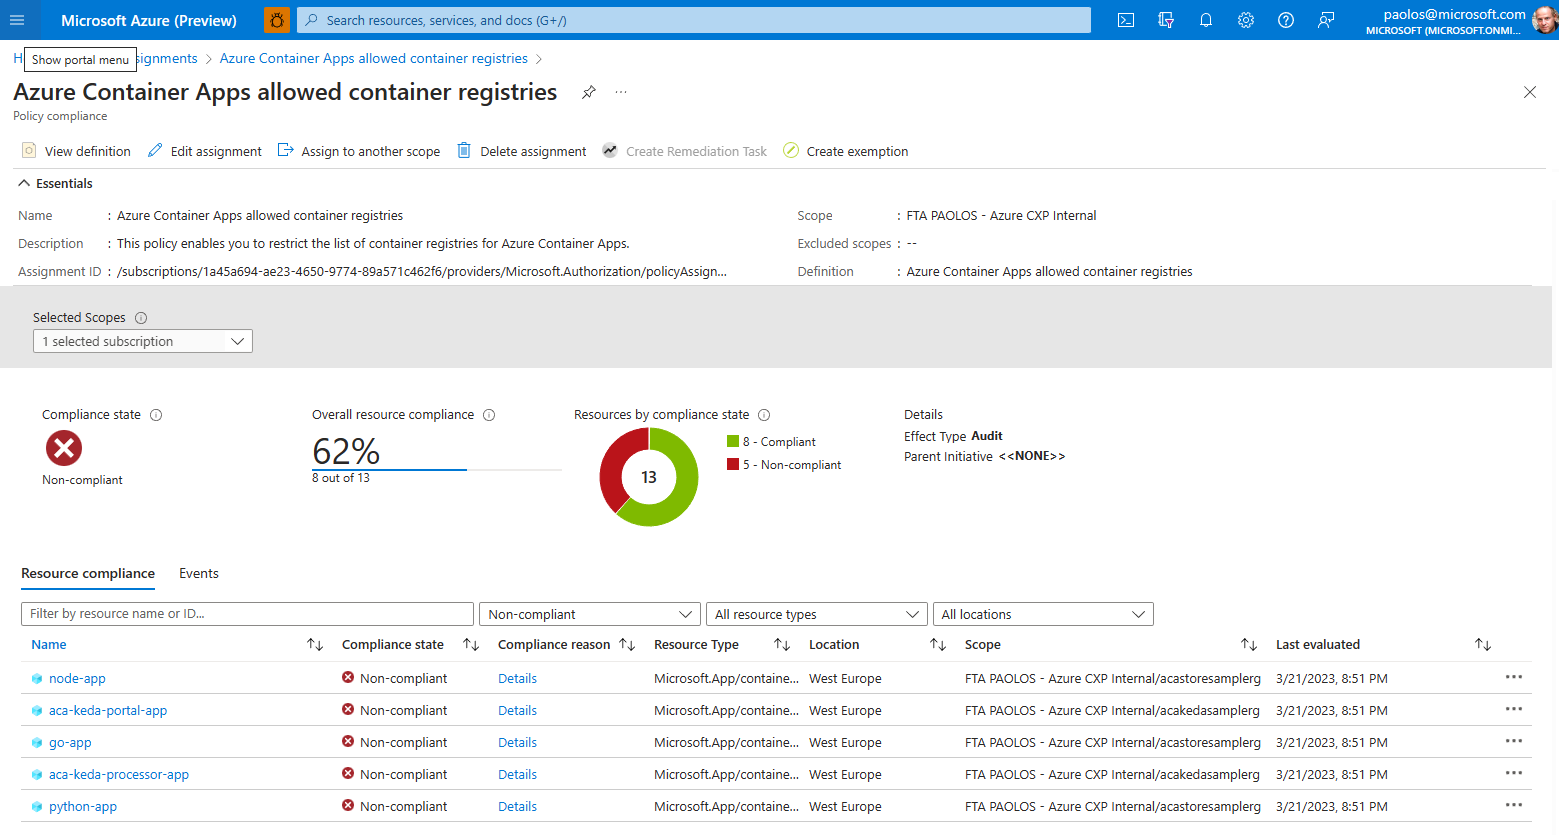 Microsoft Azure (Preview)
Search resources, services, and docs (G+/)
paolos@microsoft.com
MICROSOFT (MICROSOFT.ONMI...
Show portal menu
signments > Azure Container Apps allowed container registries >
Azure Container Apps allowed container registries
Policy compliance
View definition Edit assignment Assign to another scope Delete assignment Create Remediation Task Create exemption
Essentials
Name : Azure Container Apps allowed container registries Scope : FTA PAOLOS - Azure CXP Internal
Description : This policy enables you to restrict the list of container registries for Azure Container Apps. Excluded scopes : --
Assignment ID : /subscriptions/1a45a694-ae23-4650-9774-89a571c462f6/providers/Microsoft.Authorization/policyAssign... Definition : Azure Container Apps allowed container registries
Selected Scopes
1 selected subscription
Compliance state
Non-compliant
Overall resource compliance
62%
8 out of 13
Resources by compliance state
13
8 - Compliant
5 - Non-compliant
Details
Effect Type Audit
Parent Initiative <<NONE>>
Resource compliance Events
Filter by resource name or ID... Non-compliant All resource types All locations
Name Compliance state Compliance reason Resource Type Location Scope Last evaluated
node-app Non-compliant Details Microsoft.App/containe... West Europe FTA PAOLOS - Azure CXP Internal/acastoresamplerg 3/21/2023, 8:51 PM
aca-keda-portal-app Non-compliant Details Microsoft.App/containe... West Europe FTA PAOLOS - Azure CXP Internal/acakedasamplerg 3/21/2023, 8:51 PM
go-app Non-compliant Details Microsoft.App/containe... West Europe FTA PAOLOS - Azure CXP Internal/acastoresamplerg 3/21/2023, 8:51 PM
aca-keda-processor-app Non-compliant Details Microsoft.App/containe... West Europe FTA PAOLOS - Azure CXP Internal/acakedasamplerg 3/21/2023, 8:51 PM
python-app Non-compliant Details Microsoft.App/containe... West Europe FTA PAOLOS - Azure CXP Internal/acastoresamplerg 3/21/2023, 8:51 PM